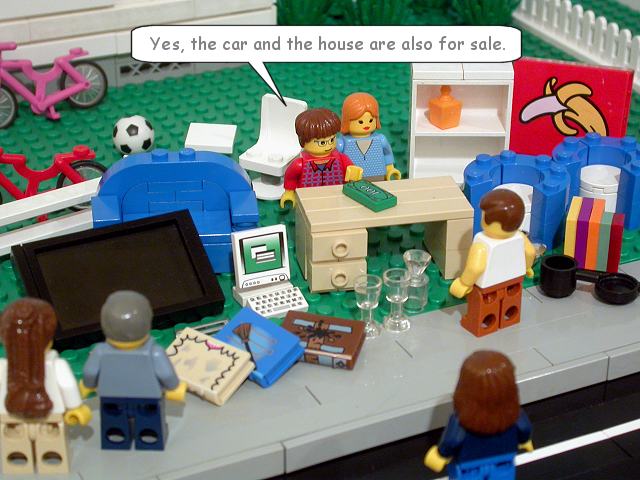 Yes, the car and the house are also for sale.